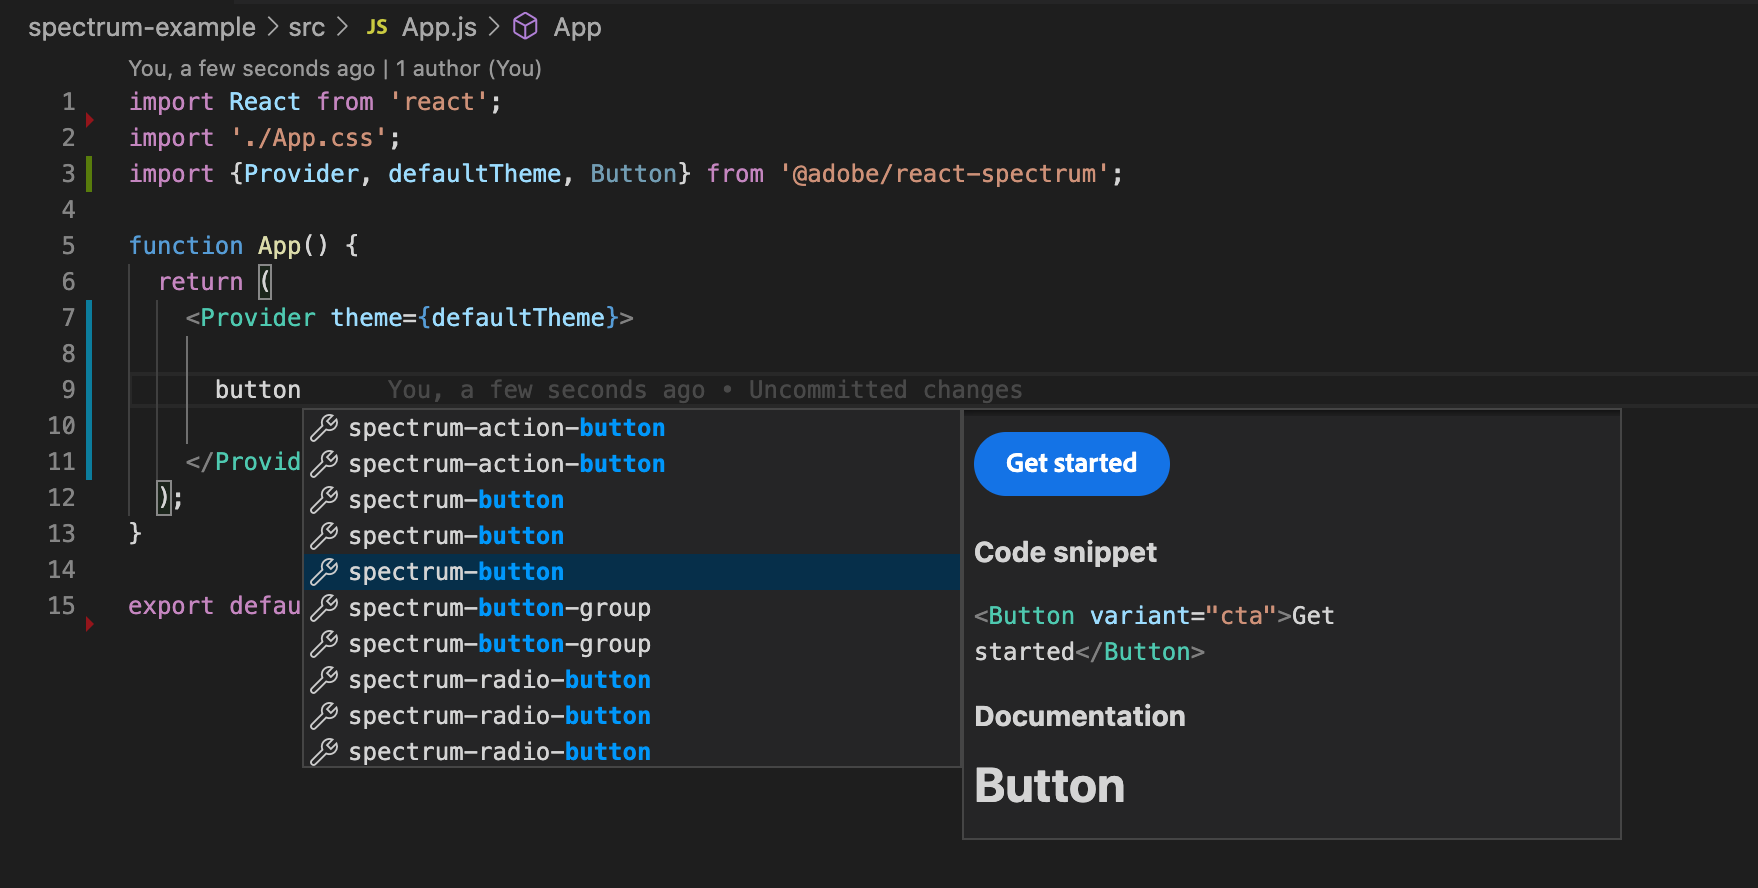 spectrum-example > src > JS App.js > App
You, a few seconds ago | 1 author (You)
1 import React from 'react';
2 import './App.css';
3 import {Provider, defaultTheme, Button} from '@adobe/react-spectrum';
4
5 function App() {
6 return (
7 <Provider theme={defaultTheme}>
8
9 button You, a few seconds ago • Uncommitted changes
10
11 </Provid
12 );
13 }
14
15 export defau
spectrum-action-button
spectrum-action-button
spectrum-button
spectrum-button
spectrum-button
spectrum-button-group
spectrum-button-group
spectrum-radio-button
spectrum-radio-button
spectrum-radio-button
Get started
Code snippet
<Button variant="cta">Get
started</Button>
Documentation
Button